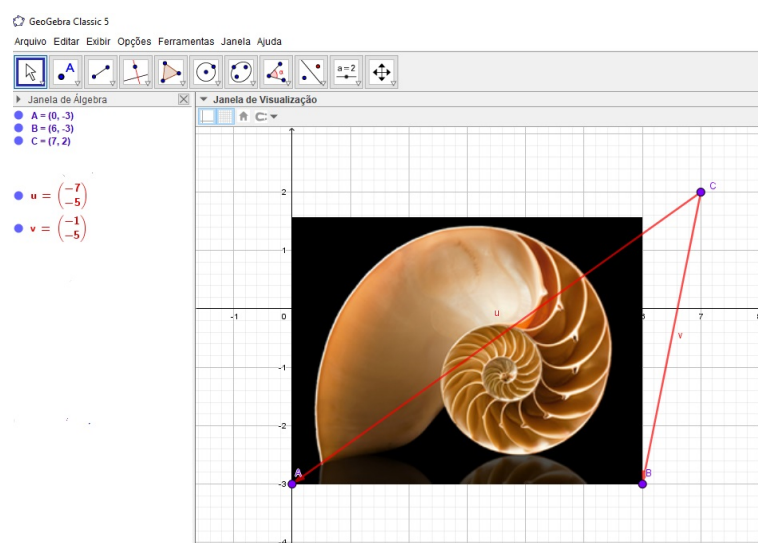 GeoGebra Classic 5
Arquivo Editar Exibir Opções Ferramentas Janela Ajuda
A
a=2
Janela de Álgebra
Janela de Visualização
A = (0, -3)
B = (6, -3)
C = (7, 2)
u = (-7
-5)
v = (-1
-5)
C
2
1
-1
0
7
u
v
-1
-2
A
B
-3
-4